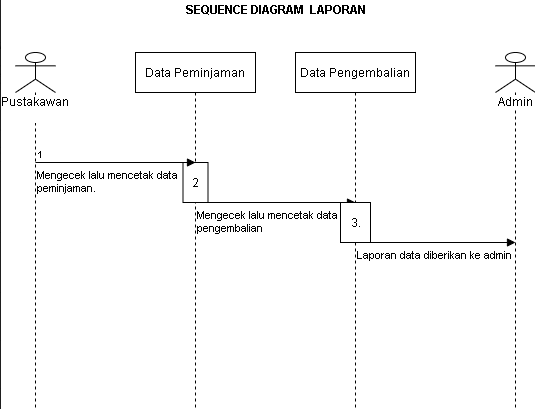 SEQUENCE DIAGRAM LAPORAN
Pustakawan
Data Peminjaman
Data Pengembalian
Admin
1
Mengecek lalu mencetak data
peminjaman.
2
Mengecek lalu mencetak data
pengembalian
3.
Laporan data diberikan ke admin